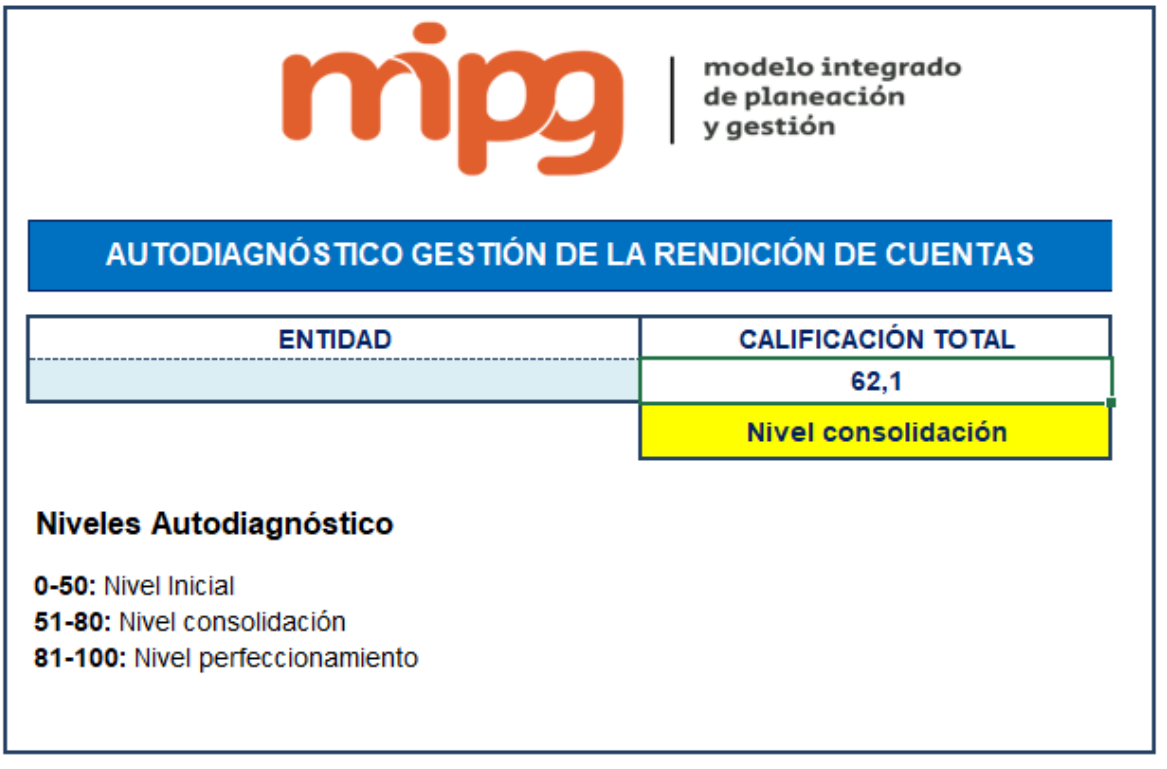 mipg
modelo integrado
de planeación
y gestión
AUTODIAGNÓSTICO GESTIÓN DE LA RENDICIÓN DE CUENTAS
ENTIDAD
CALIFICACIÓN TOTAL
62,1
Nivel consolidación
Niveles Autodiagnóstico
0-50: Nivel Inicial
51-80: Nivel consolidación
81-100: Nivel perfeccionamiento